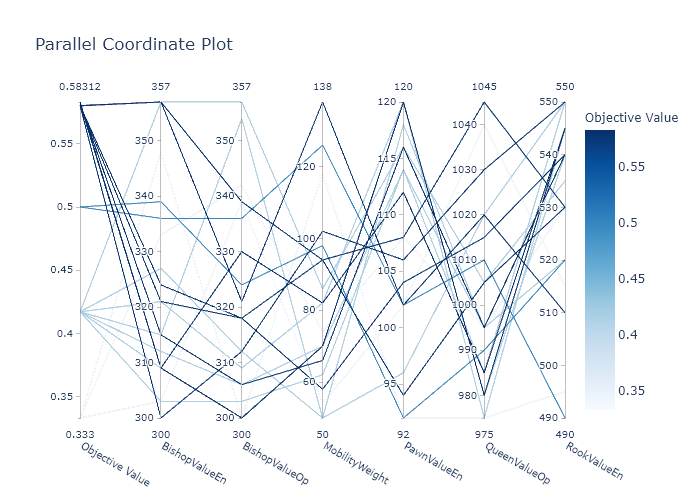 Parallel Coordinate Plot
0.58312 357 357 138 120 1045 550
Objective Value
0.55 0.5 0.45 0.4 0.35
350 340 330 320 310 300
350 340 330 320 310 300
120 100 80 60
120 115 110 105 100 95
1040 1030 1020 1010 1000 990 980
550 540 530 520 510 500 490
0.55
0.5
0.45
0.4
0.35
0.333 300 300 50 92 975 490
Objective Value
BishopValueEn
BishopValueOp
MobilityWeight
PawnValueEn
QueenValueOp
RookValueEn